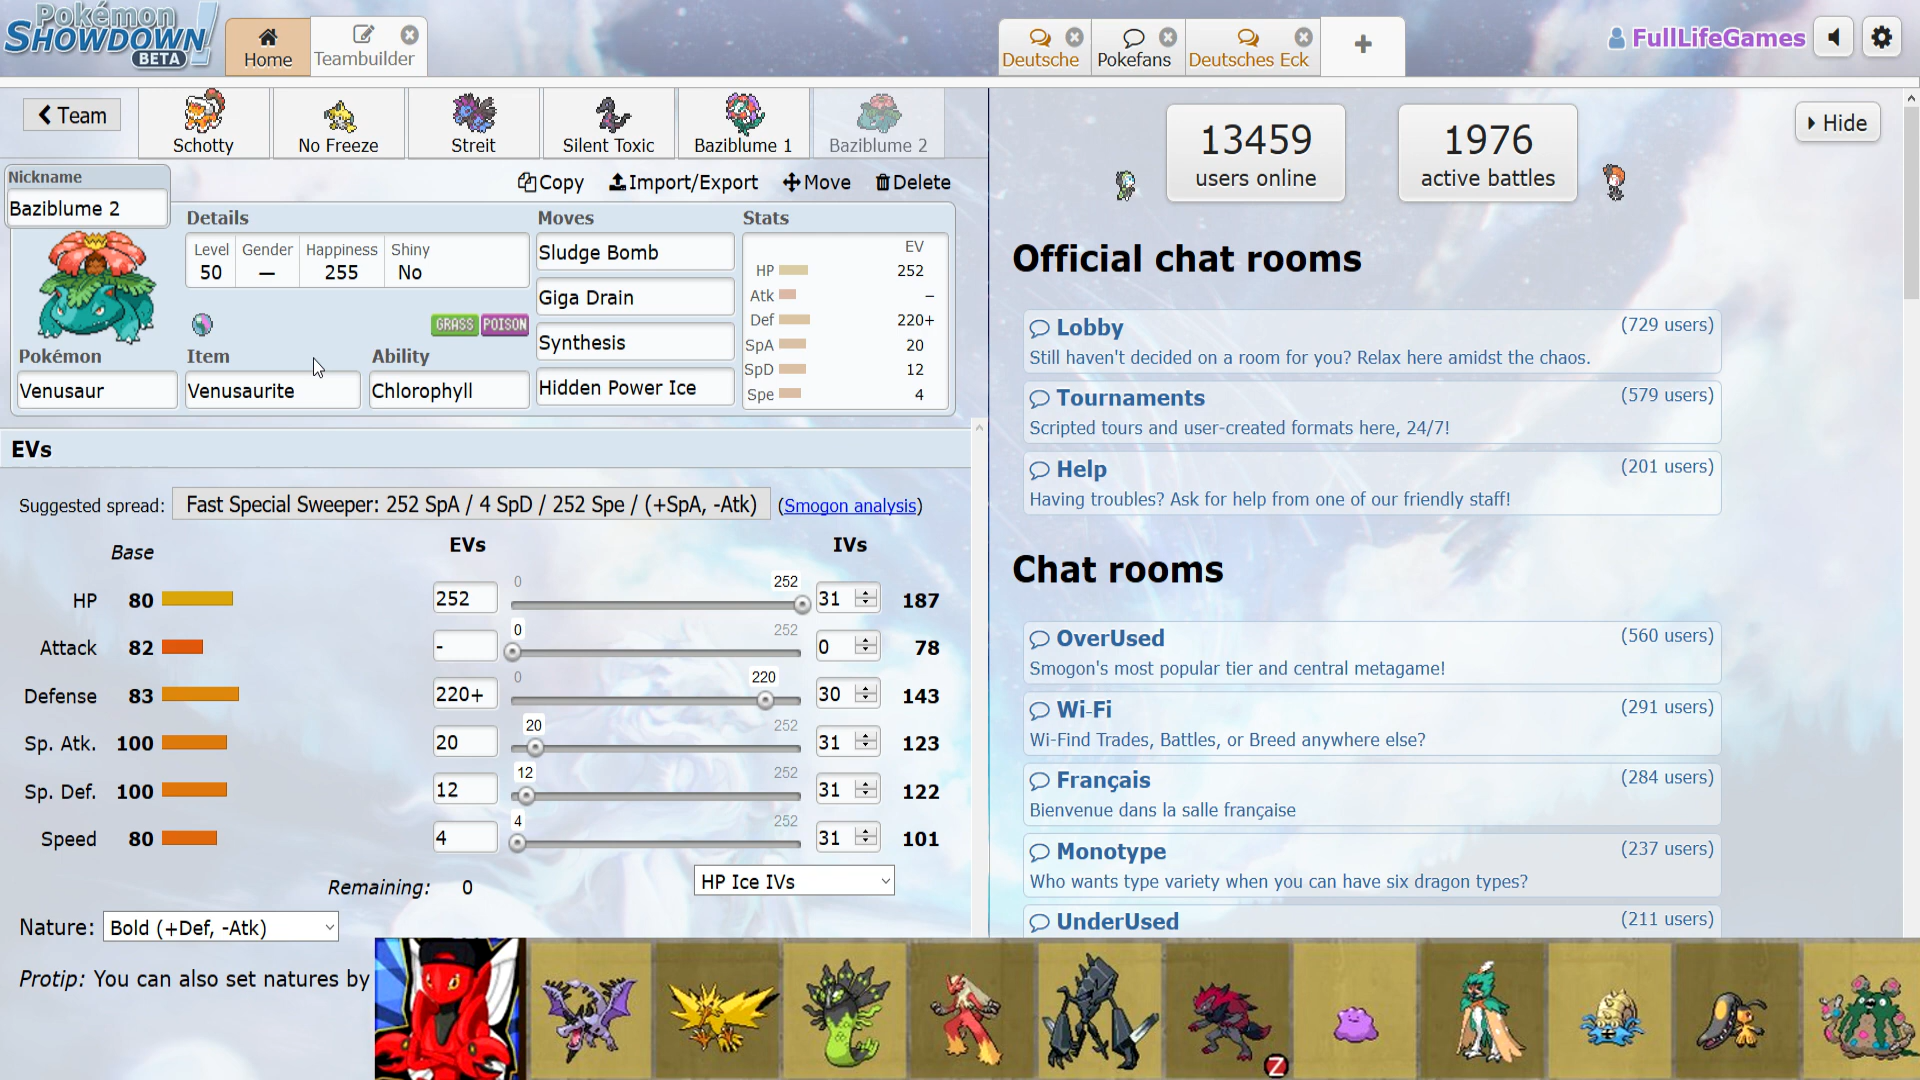 Pokémon
SHOWDOWN!
BETA
Home
Teambuilder
Deutsche
Pokefans
Deutsches Eck
+
FullLifeGames
Team
Schotty
No Freeze
Streit
Silent Toxic
Baziblume 1
Baziblume 2
Nickname
Baziblume 2
Copy
Import/Export
Move
Delete
Details
Level
Gender
Happiness
Shiny
50
—
255
No
GRASS
POISON
Pokémon
Item
Ability
Venusaur
Venusaurite
Chlorophyll
Moves
Sludge Bomb
Giga Drain
Synthesis
Hidden Power Ice
Stats
EV
HP 252
Atk –
Def 220+
SpA 20
SpD 12
Spe 4
EVs
Suggested spread: Fast Special Sweeper: 252 SpA / 4 SpD / 252 Spe / (+SpA, -Atk) (Smogon analysis)
Base EVs IVs
HP 80 252 0 252 31 187
Attack 82 - 0 252 0 78
Defense 83 220+ 0 220 30 143
Sp. Atk. 100 20 20 252 31 123
Sp. Def. 100 12 12 252 31 122
Speed 80 4 4 252 31 101
Remaining: 0
HP Ice IVs
Nature: Bold (+Def, -Atk)
Protip: You can also set natures by
13459
users online
1976
active battles
Hide
Official chat rooms
Lobby (729 users)
Still haven't decided on a room for you? Relax here amidst the chaos.
Tournaments (579 users)
Scripted tours and user-created formats here, 24/7!
Help (201 users)
Having troubles? Ask for help from one of our friendly staff!
Chat rooms
OverUsed (560 users)
Smogon's most popular tier and central metagame!
Wi-Fi (291 users)
Wi-Find Trades, Battles, or Breed anywhere else?
Français (284 users)
Bienvenue dans la salle française
Monotype (237 users)
Who wants type variety when you can have six dragon types?
UnderUsed (211 users)
Z